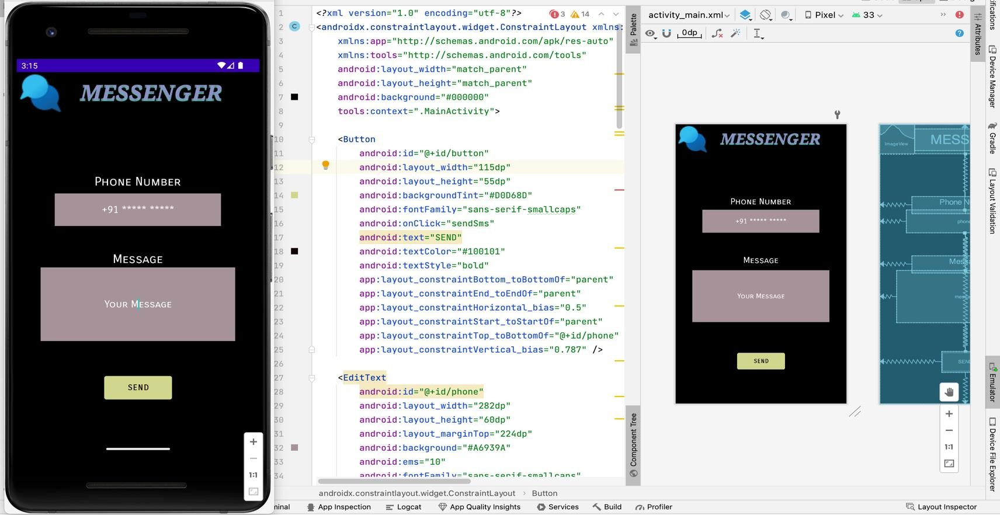 3:15
MESSENGER
Phone Number
+91 ***** *****
Message
Your Message
SEND
1:1
1 <?xml version="1.0" encoding="utf-8"?>
3 14
2 <androidx.constraintlayout.widget.ConstraintLayout xmlns:
3 xmlns:app="http://schemas.android.com/apk/res-auto"
4 xmlns:tools="http://schemas.android.com/tools"
5 android:layout_width="match_parent"
6 android:layout_height="match_parent"
7 android:background="#000000"
8 tools:context=".MainActivity">
9
10 <Button
11 android:id="@+id/button"
12 android:layout_width="115dp"
13 android:layout_height="55dp"
14 android:backgroundTint="#D0D68D"
15 android:fontFamily="sans-serif-smallcaps"
16 android:onClick="sendSms"
17 android:text="SEND"
18 android:textColor="#100101"
19 android:textStyle="bold"
20 app:layout_constraintBottom_toBottomOf="parent"
21 app:layout_constraintEnd_toEndOf="parent"
22 app:layout_constraintHorizontal_bias="0.5"
23 app:layout_constraintStart_toStartOf="parent"
24 app:layout_constraintTop_toBottomOf="@+id/phone"
25 app:layout_constraintVertical_bias="0.787" />
26
27 <EditText
28 android:id="@+id/phone"
29 android:layout_width="282dp"
30 android:layout_height="60dp"
31 android:layout_marginTop="224dp"
32 android:background="#A6939A"
33 android:ems="10"
34 android:fontFamily="sans-serif-smallcaps"
androidx.constraintlayout.widget.ConstraintLayout › Button
Palette
Component Tree
activity_main.xml
Pixel
33
0dp
MESSENGER
Phone Number
+91 ***** *****
Message
Your Message
SEND
ImageView
MESS
Phone N
phone
Mess
mes
SEN
1:1
Attributes
Device Manager
Gradle
Layout Validation
Emulator
Device File Explorer
minal
App Inspection
Logcat
App Quality Insights
Services
Build
Profiler
Layout Inspector